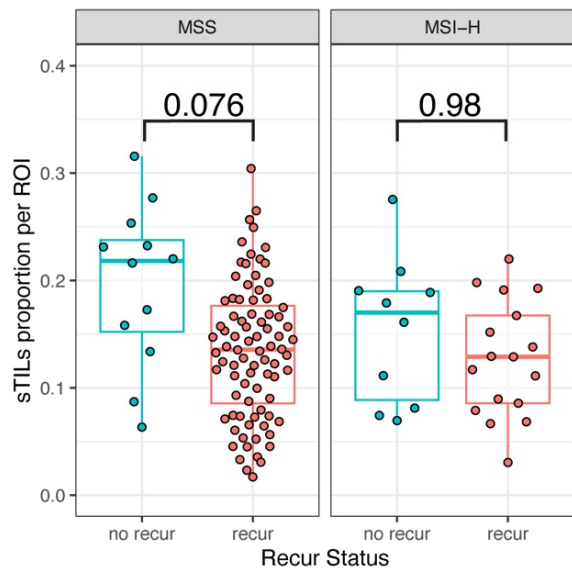 MSS MSI-H
0.4
0.076 0.98
0.3
0.2
0.1
0.0
sTILs proportion per ROI
no recur recur no recur recur
Recur Status